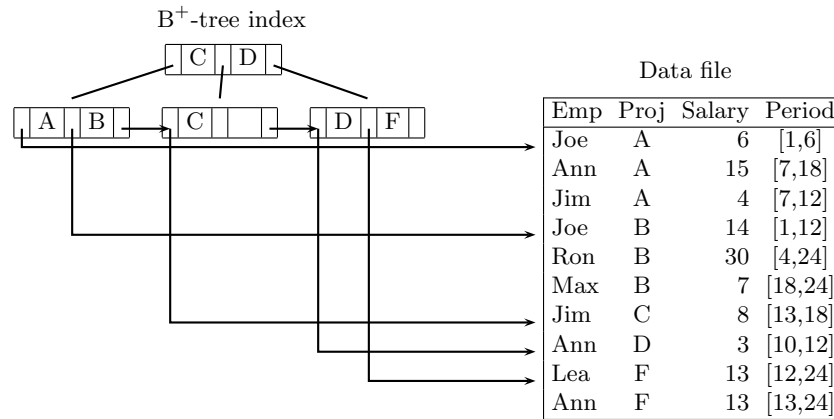 B+-tree index
C D
A B C D F
Data file
Emp Proj Salary Period
Joe A 6 [1,6]
Ann A 15 [7,18]
Jim A 4 [7,12]
Joe B 14 [1,12]
Ron B 30 [4,24]
Max B 7 [18,24]
Jim C 8 [13,18]
Ann D 3 [10,12]
Lea F 13 [12,24]
Ann F 13 [13,24]